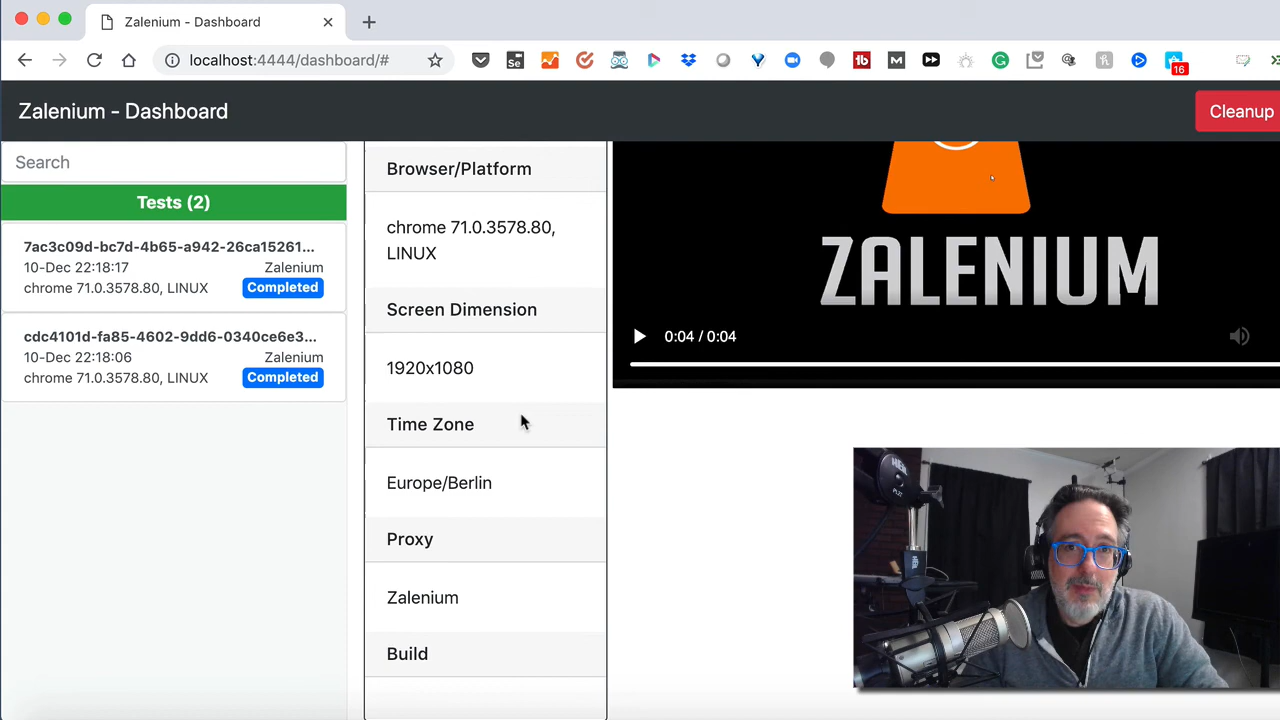 Zalenium - Dashboard
localhost:4444/dashboard/#
Se
16
Zalenium - Dashboard
Cleanup
Search
Tests (2)
7ac3c09d-bc7d-4b65-a942-26ca15261...
10-Dec 22:18:17
Zalenium
chrome 71.0.3578.80, LINUX
Completed
cdc4101d-fa85-4602-9dd6-0340ce6e3...
10-Dec 22:18:06
Zalenium
chrome 71.0.3578.80, LINUX
Completed
Browser/Platform
chrome 71.0.3578.80,
LINUX
Screen Dimension
1920x1080
Time Zone
Europe/Berlin
Proxy
Zalenium
Build
ZALENIUM
0:04 / 0:04